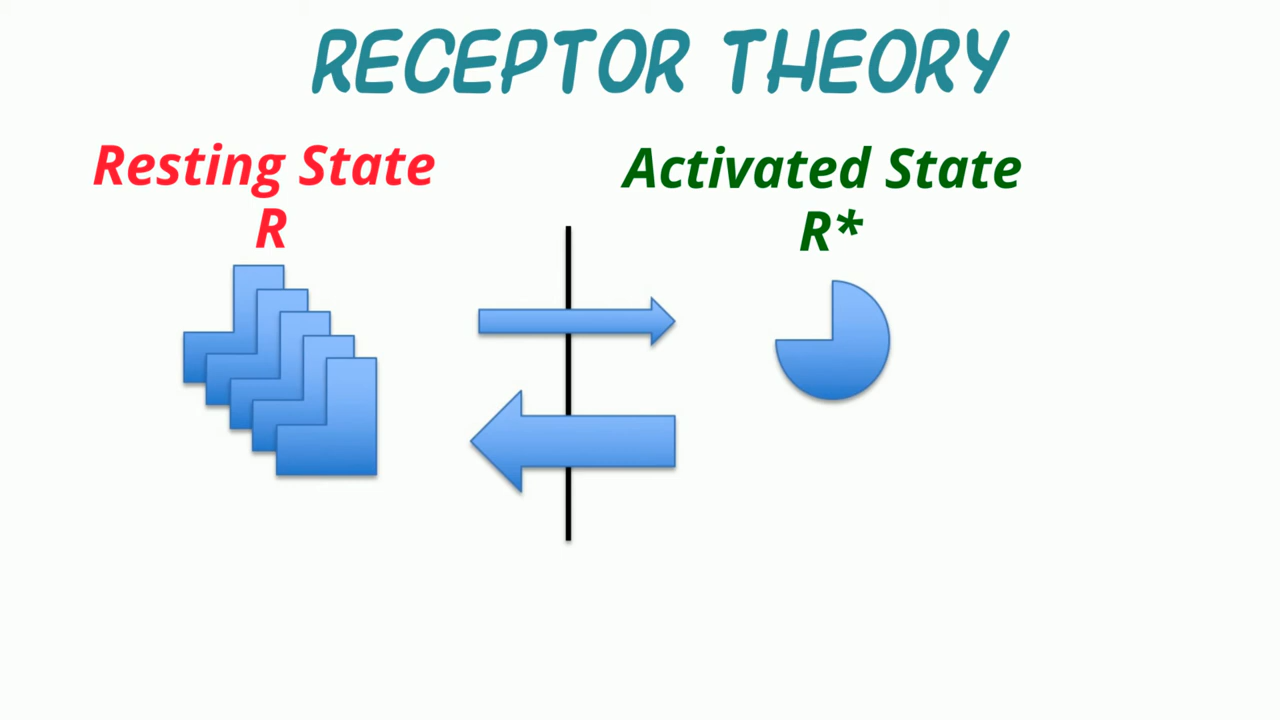 RECEPTOR THEORY
Resting State
R
Activated State
R*